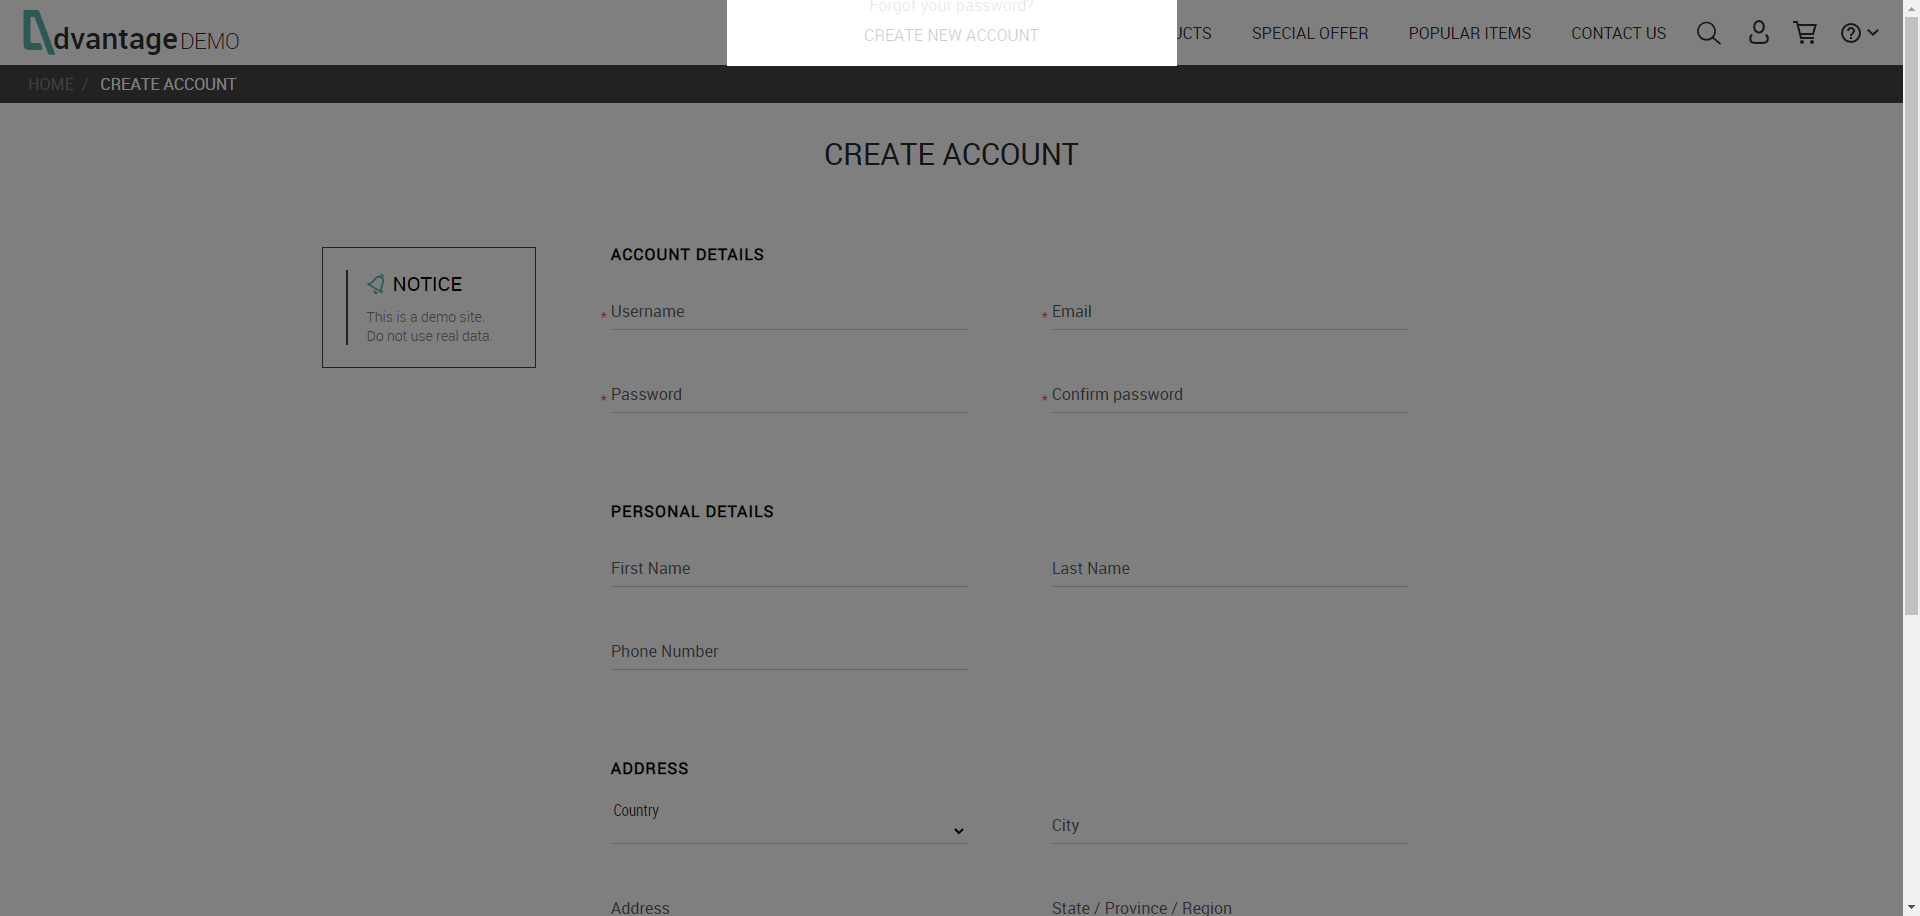 Forgot your password?
CREATE NEW ACCOUNT
dvantage DEMO
UCTS
SPECIAL OFFER
POPULAR ITEMS
CONTACT US
HOME / CREATE ACCOUNT
CREATE ACCOUNT
NOTICE
This is a demo site.
Do not use real data.
ACCOUNT DETAILS
* Username
* Email
* Password
* Confirm password
PERSONAL DETAILS
First Name
Last Name
Phone Number
ADDRESS
Country
City
Address
State / Province / Region